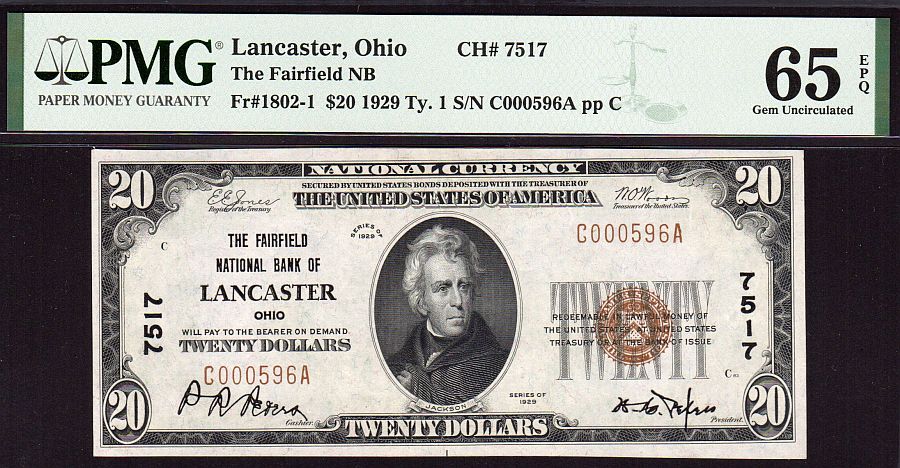 PMG®
PAPER MONEY GUARANTY
Lancaster, Ohio CH# 7517
The Fairfield NB
Fr#1802-1 $20 1929 Ty. 1 S/N C000596A pp C
65 EPQ
Gem Uncirculated
NATIONAL CURRENCY
SECURED BY UNITED STATES BONDS DEPOSITED WITH THE TREASURER OF
THE UNITED STATES OF AMERICA
20
20
E.E. Jones
Register of the Treasury.
W.O. Woods
Treasurer of the United States.
SERIES OF
1929
C
C000596A
THE FAIRFIELD
NATIONAL BANK OF
LANCASTER
OHIO
WILL PAY TO THE BEARER ON DEMAND
TWENTY DOLLARS
7517
7517
TWENTY
REDEEMABLE IN LAWFUL MONEY OF
THE UNITED STATES AT UNITED STATES
TREASURY OR AT THE BANK OF ISSUE
C000596A
Cashier.
JACKSON
SERIES OF
1929
C
President.
20
TWENTY DOLLARS
20